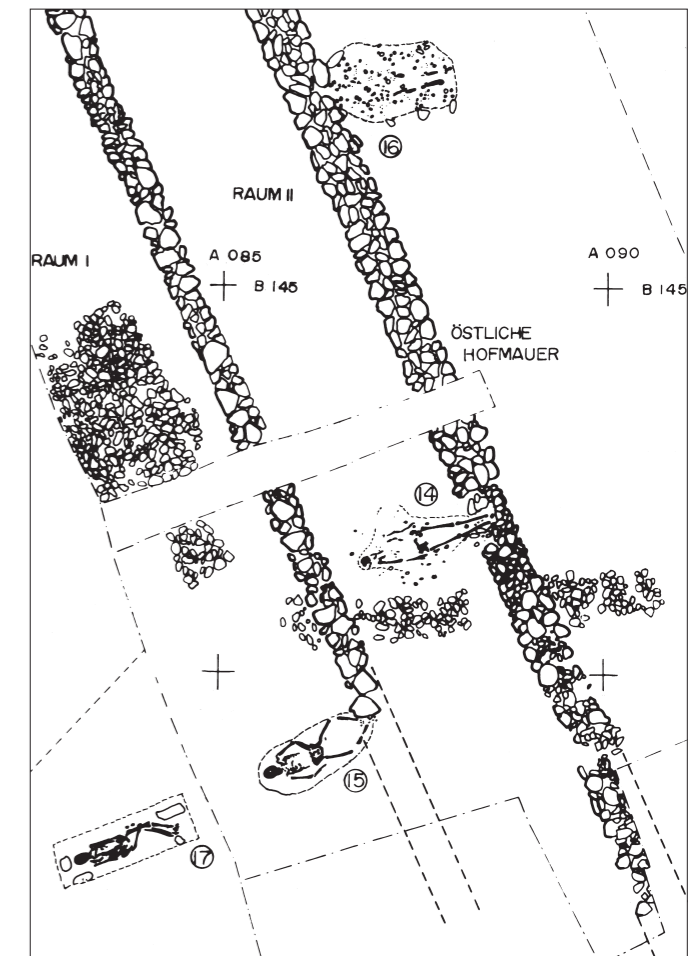 ⑯
RAUM II
RAUM I
A 085
B 145
A 090
B 145
ÖSTLICHE
HOFMAUER
⑭
⑮
⑰